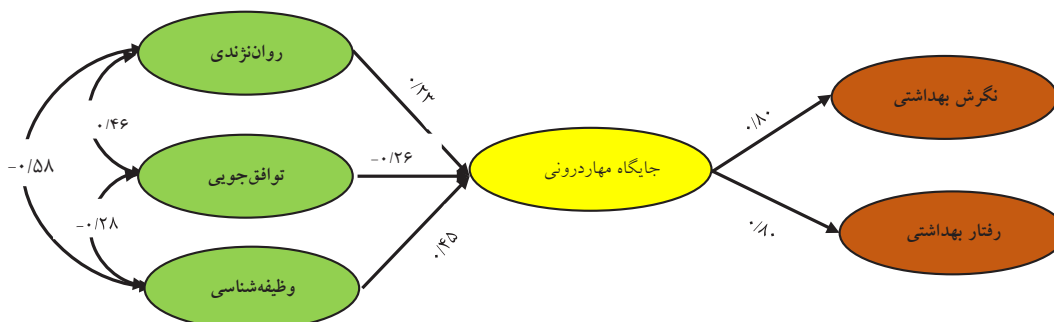 روان‌نژندی
نگرش بهداشتی
۰/۲۳
۰/۸۰
۰/۴۶
-۰/۵۸
توافق‌جویی
-۰/۲۶
جایگاه مهاردرونی
-۰/۲۸
۰/۴۵
۰/۸۰
رفتار بهداشتی
وظیفه‌شناسی